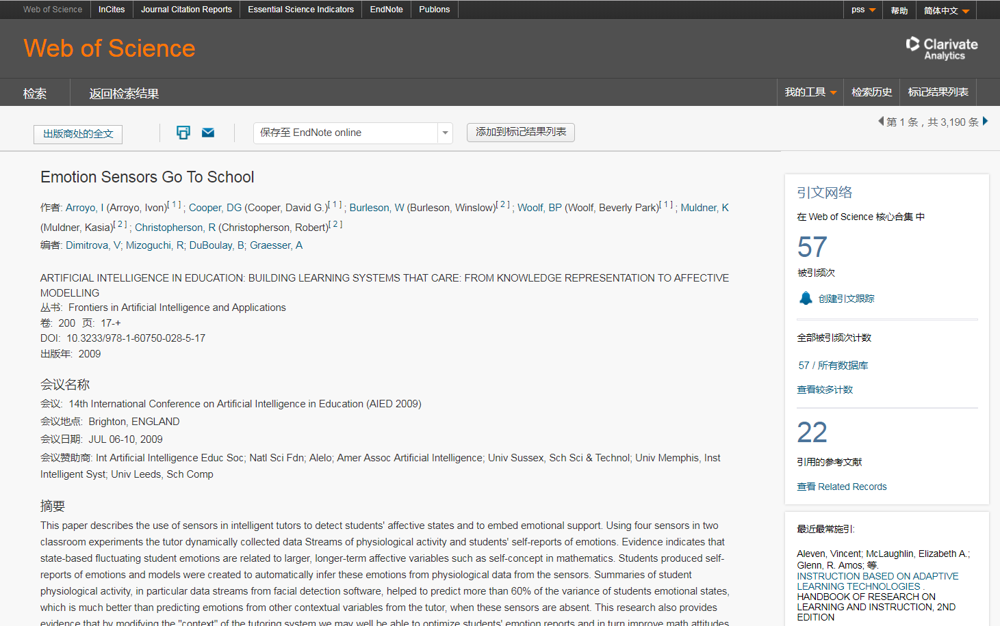 Web of Science InCites Journal Citation Reports Essential Science Indicators EndNote Publons pss 帮助 简体中文
Web of Science
Clarivate
Analytics
检索 返回检索结果 我的工具 检索历史 标记结果列表
出版商处的全文 保存至 EndNote online 添加到标记结果列表 第 1 条，共 3,190 条
Emotion Sensors Go To School
作者: Arroyo, I (Arroyo, Ivon)[ 1 ] ; Cooper, DG (Cooper, David G.)[ 1 ] ; Burleson, W (Burleson, Winslow)[ 2 ] ; Woolf, BP (Woolf, Beverly Park)[ 1 ] ; Muldner, K
(Muldner, Kasia)[ 2 ] ; Christopherson, R (Christopherson, Robert)[ 2 ]
编者: Dimitrova, V; Mizoguchi, R; DuBoulay, B; Graesser, A
ARTIFICIAL INTELLIGENCE IN EDUCATION: BUILDING LEARNING SYSTEMS THAT CARE: FROM KNOWLEDGE REPRESENTATION TO AFFECTIVE
MODELLING
丛书: Frontiers in Artificial Intelligence and Applications
卷: 200 页: 17-+
DOI: 10.3233/978-1-60750-028-5-17
出版年: 2009
会议名称
会议: 14th International Conference on Artificial Intelligence in Education (AIED 2009)
会议地点: Brighton, ENGLAND
会议日期: JUL 06-10, 2009
会议赞助商: Int Artificial Intelligence Educ Soc; Natl Sci Fdn; Alelo; Amer Assoc Artificial Intelligence; Univ Sussex, Sch Sci & Technol; Univ Memphis, Inst
Intelligent Syst; Univ Leeds, Sch Comp
摘要
This paper describes the use of sensors in intelligent tutors to detect students' affective states and to embed emotional support. Using four sensors in two
classroom experiments the tutor dynamically collected data Streams of physiological activity and students' self-reports of emotions. Evidence indicates that
state-based fluctuating student emotions are related to larger, longer-term affective variables such as self-concept in mathematics. Students produced self-
reports of emotions and models were created to automatically infer these emotions from physiological data from the sensors. Summaries of student
physiological activity, in particular data streams from facial detection software, helped to predict more than 60% of the variance of students emotional states,
which is much better than predicting emotions from other contextual variables from the tutor, when these sensors are absent. This research also provides
evidence that by modifying the "context" of the tutoring system we may well be able to optimize students' emotion reports and in turn improve math attitudes
引文网络
在 Web of Science 核心合集 中
57
被引频次
创建引文跟踪
全部被引频次计数
57 / 所有数据库
查看较多计数
22
引用的参考文献
查看 Related Records
最近最常施引:
Aleven, Vincent; McLaughlin, Elizabeth A.;
Glenn, R. Amos; 等.
INSTRUCTION BASED ON ADAPTIVE
LEARNING TECHNOLOGIES .
HANDBOOK OF RESEARCH ON
LEARNING AND INSTRUCTION, 2ND
EDITION